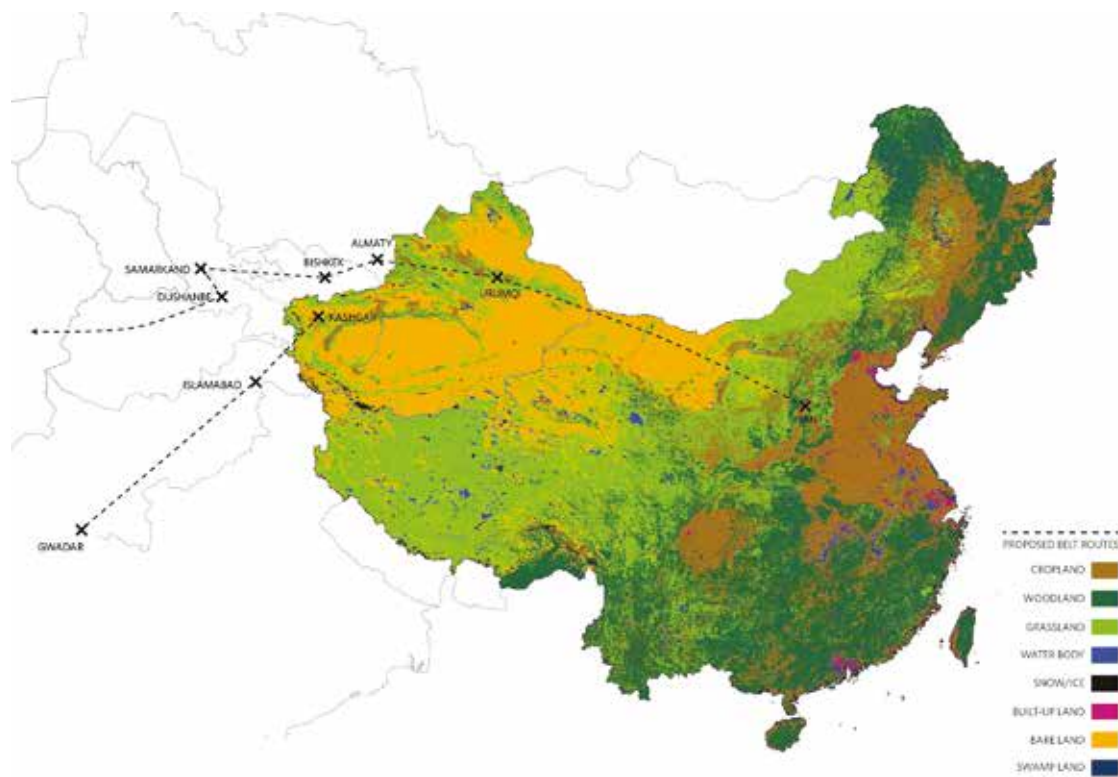 ALMATY
BISHKEK
SAMARKAND
URUMQI
DUSHANBE
KASHGAR
ISLAMABAD
GWADAR
PROPOSED BELT ROUTES
CROPLAND
WOODLAND
GRASSLAND
WATER BODY
SNOW/ICE
BUILT-UP LAND
BARE LAND
SWAMP LAND